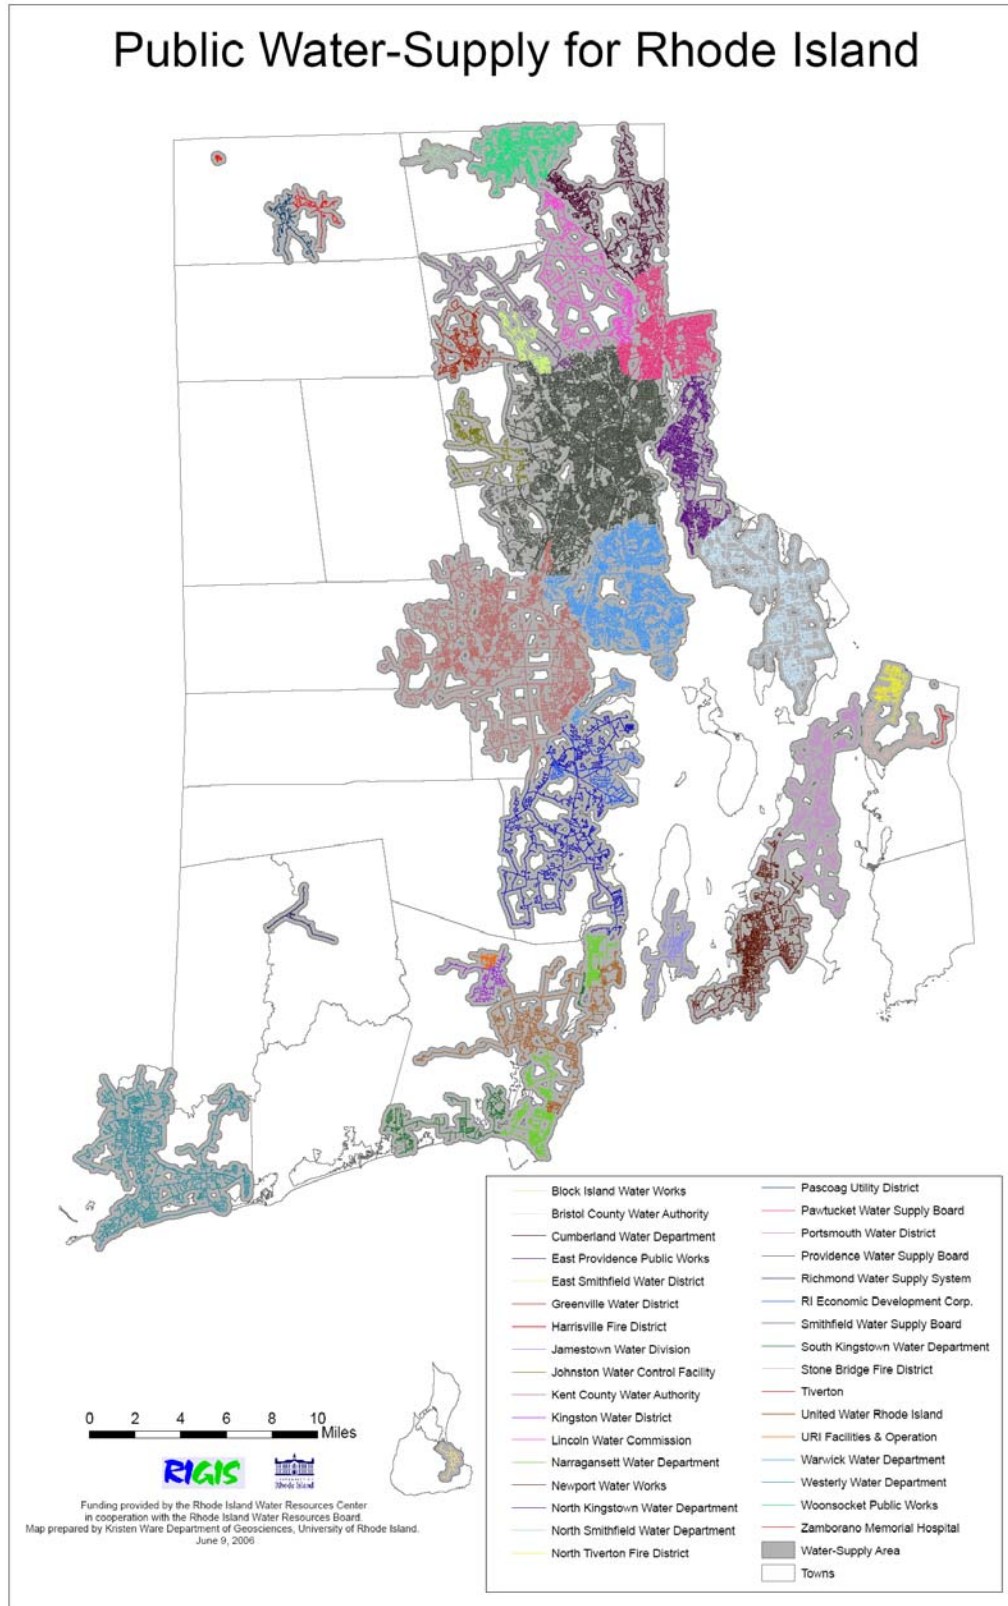 Public Water-Supply for Rhode Island
Block Island Water Works
Bristol County Water Authority
Cumberland Water Department
East Providence Public Works
East Smithfield Water District
Greenville Water District
Harrisville Fire District
Jamestown Water Division
Johnston Water Control Facility
Kent County Water Authority
Kingston Water District
Lincoln Water Commission
Narragansett Water Department
Newport Water Works
North Kingstown Water Department
North Smithfield Water Department
North Tiverton Fire District
Pascoag Utility District
Pawtucket Water Supply Board
Portsmouth Water District
Providence Water Supply Board
Richmond Water Supply System
RI Economic Development Corp.
Smithfield Water Supply Board
South Kingstown Water Department
Stone Bridge Fire District
Tiverton
United Water Rhode Island
URI Facilities & Operation
Warwick Water Department
Westerly Water Department
Woonsocket Public Works
Zamborano Memorial Hospital
Water-Supply Area
Towns
0 2 4 6 8 10
Miles
RIGIS
Rhode Island
Funding provided by the Rhode Island Water Resources Center
in cooperation with the Rhode Island Water Resources Board.
Map prepared by Kristen Ware Department of Geosciences, University of Rhode Island.
June 9, 2006